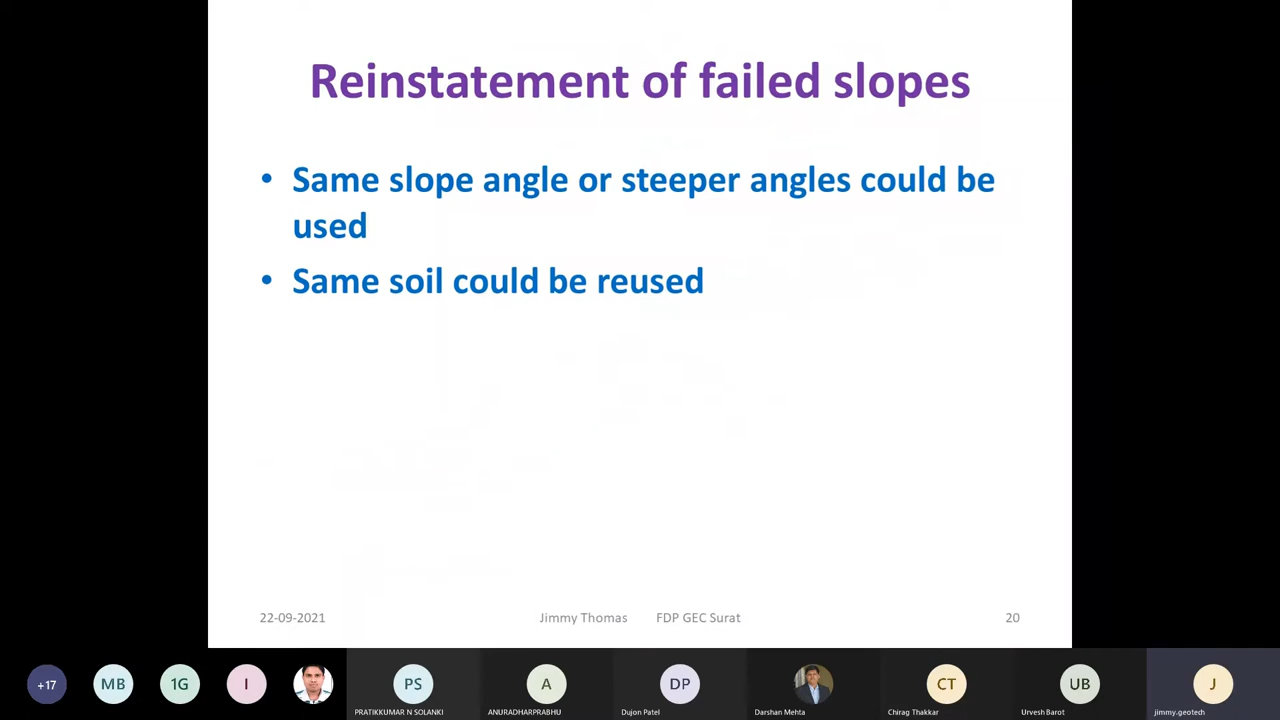 Reinstatement of failed slopes
• Same slope angle or steeper angles could be
used
• Same soil could be reused
22-09-2021
Jimmy Thomas FDP GEC Surat
20
+17
MB
1G
I
PS
PRATIKKUMAR N SOLANKI
A
ANURADHARPRABHU
DP
Dujon Patel
Darshan Mehta
CT
Chirag Thakkar
UB
Urvesh Barot
J
jimmy.geotech